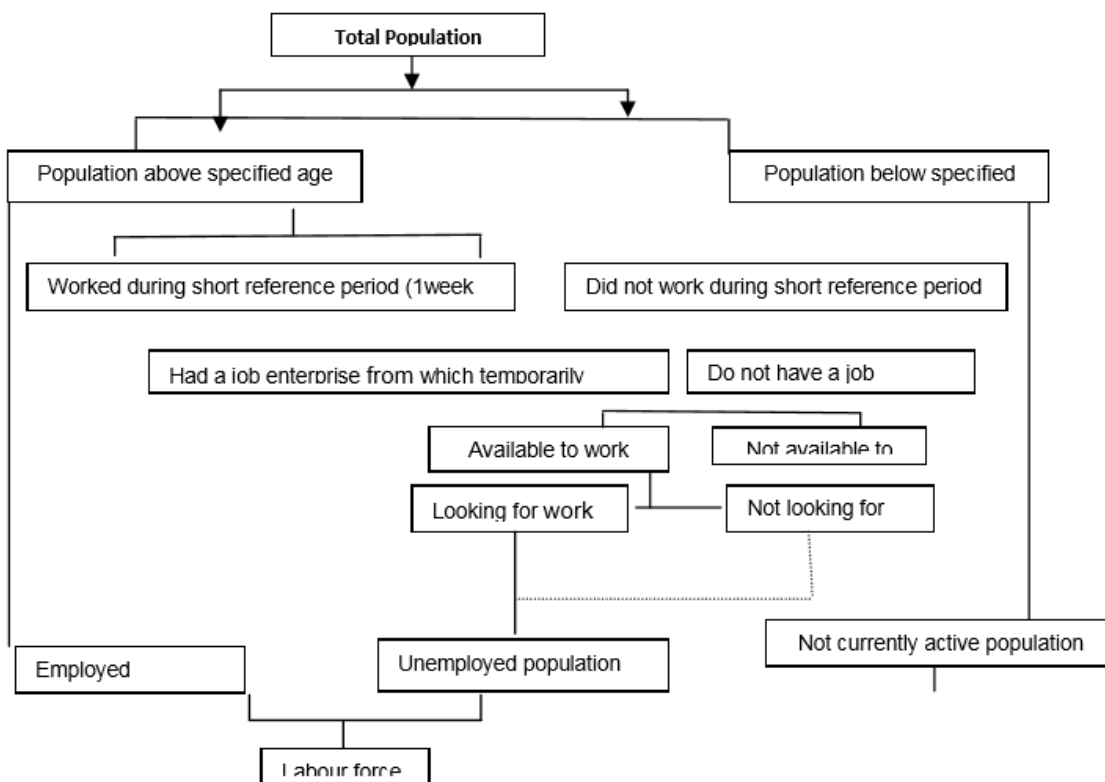 Total Population
Population above specified age
Population below specified
Worked during short reference period (1week
Did not work during short reference period
Had a job enterprise from which temporarily
Do not have a job
Available to work
Not available to
Looking for work
Not looking for
Not currently active population
Employed
Unemployed population
Labour force